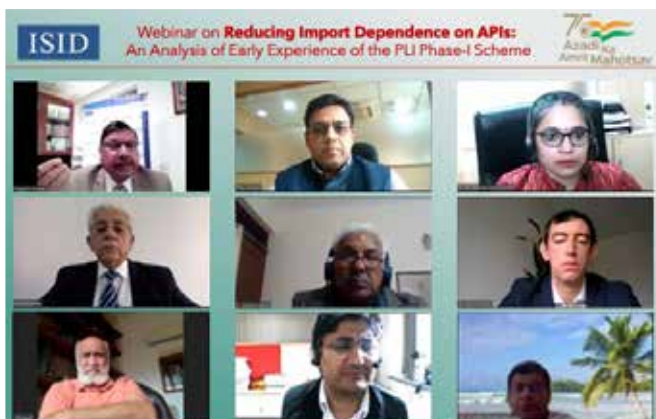 ISID
Webinar on Reducing Import Dependence on APIs:
An Analysis of Early Experience of the PLI Phase-I Scheme
75
Azadi Ka
Amrit Mahotsav